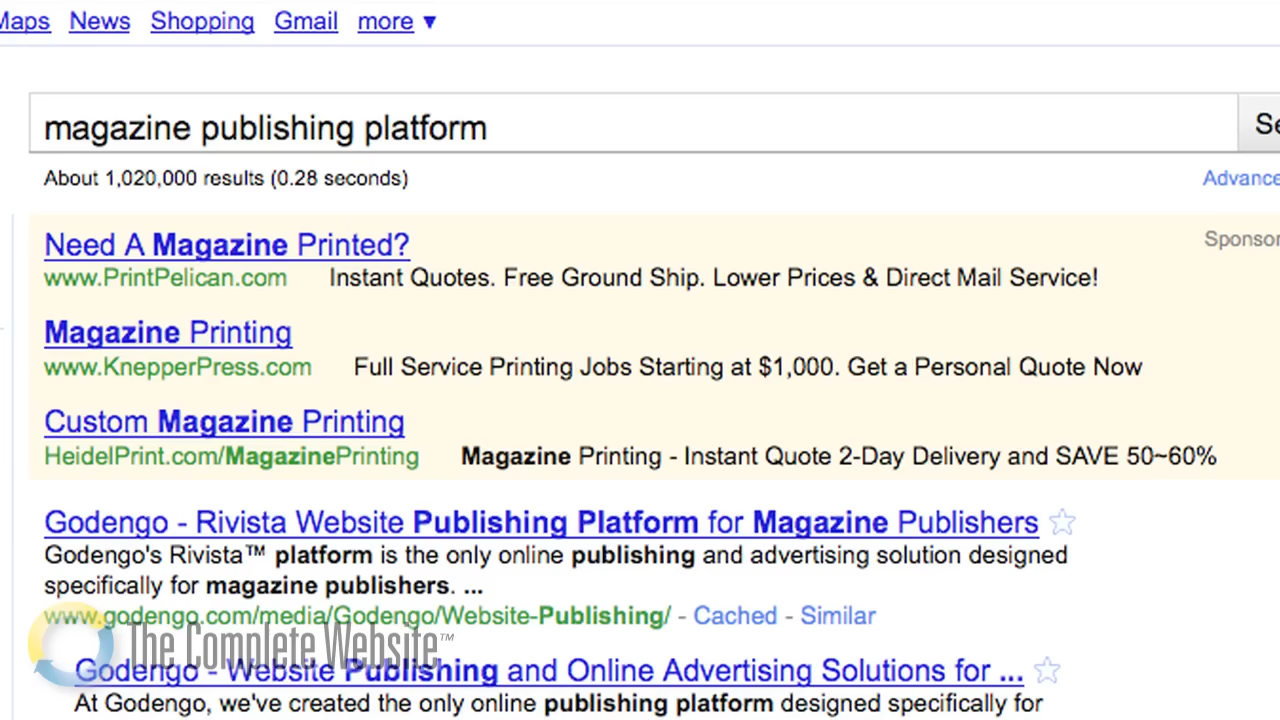 Maps News Shopping Gmail more ▼
magazine publishing platform
About 1,020,000 results (0.28 seconds)
Need A Magazine Printed?
www.PrintPelican.com Instant Quotes. Free Ground Ship. Lower Prices & Direct Mail Service!
Magazine Printing
www.KnepperPress.com Full Service Printing Jobs Starting at $1,000. Get a Personal Quote Now
Custom Magazine Printing
HeidelPrint.com/MagazinePrinting Magazine Printing - Instant Quote 2-Day Delivery and SAVE 50~60%
Godengo - Rivista Website Publishing Platform for Magazine Publishers
Godengo's Rivista™ platform is the only online publishing and advertising solution designed
specifically for magazine publishers. ...
www.godengo.com/media/Godengo/Website-Publishing/ - Cached - Similar
The Complete Website™
Godengo - Website Publishing and Online Advertising Solutions for ...
At Godengo, we've created the only online publishing platform designed specifically for